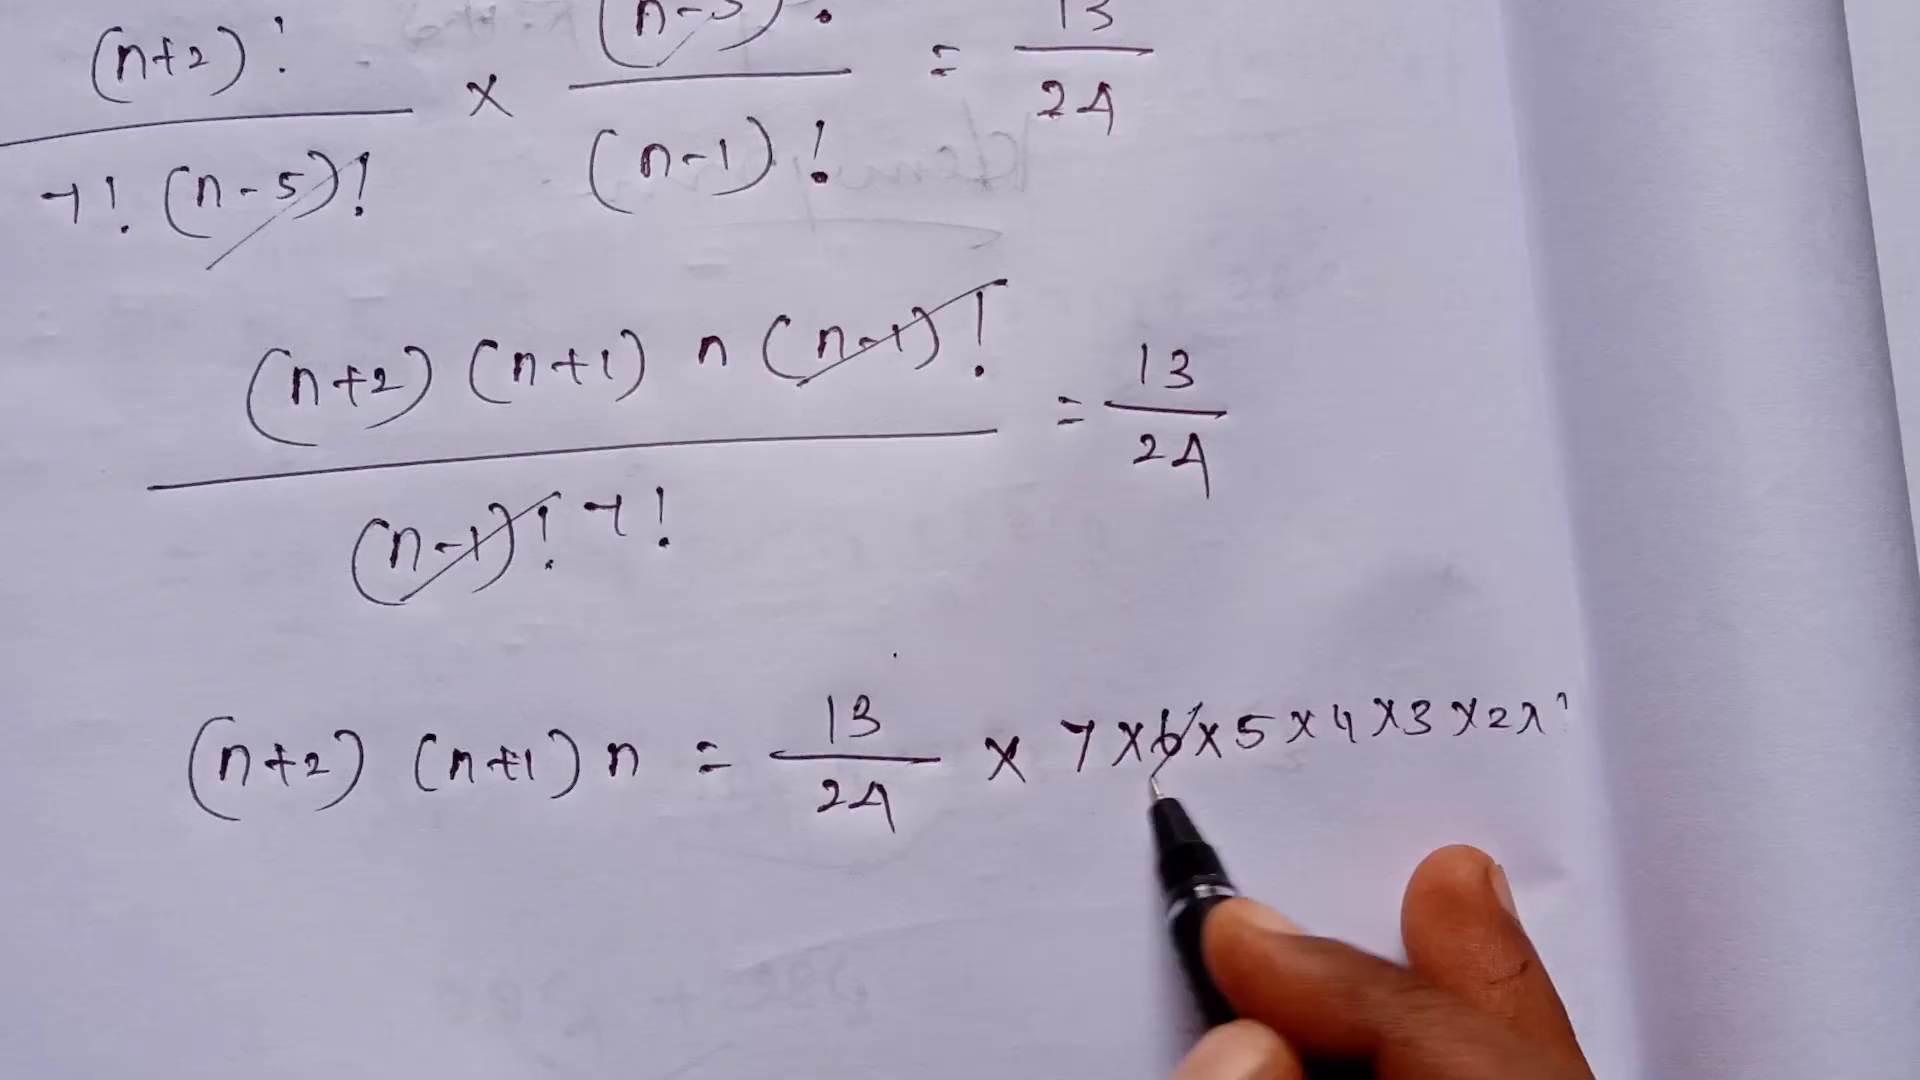 (n+2)! / 7! (n-5)! × (n-5)! / (n-1)! = 13/24
(n+2) (n+1) n (n-1)! / (n-1)! 7! = 13/24
(n+2) (n+1) n = 13/24 × 7×6×5×4×3×2×1